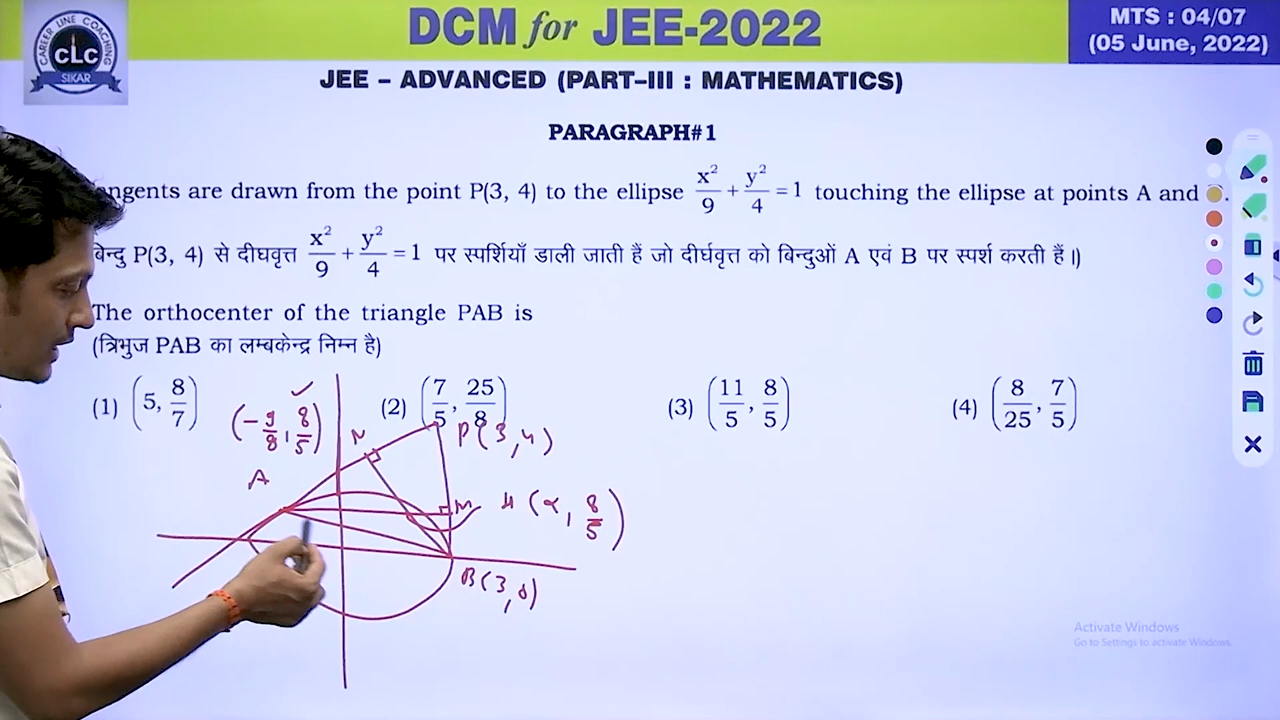 CAREER LINE COACHING
CLC
SIKAR
DCM for JEE-2022
MTS : 04/07
(05 June, 2022)
JEE – ADVANCED (PART–III : MATHEMATICS)
PARAGRAPH#1
angents are drawn from the point P(3, 4) to the ellipse x²/9 + y²/4 = 1 touching the ellipse at points A and
बिन्दु P(3, 4) से दीघवृत्त x²/9 + y²/4 = 1 पर स्पर्शियाँ डाली जाती हैं जो दीर्घवृत्त को बिन्दुओं A एवं B पर स्पर्श करती हैं।)
The orthocenter of the triangle PAB is
(त्रिभुज PAB का लम्बकेन्द्र निम्न है)
(1) (5, 8/7) (2) (7/5, 25/8) (3) (11/5, 8/5) (4) (8/25, 7/5)
(-9/8, 8/5) N P(3,4)
A
M H(α, 8/5)
B(3,0)
Activate Windows
Go to Settings to activate Windows.